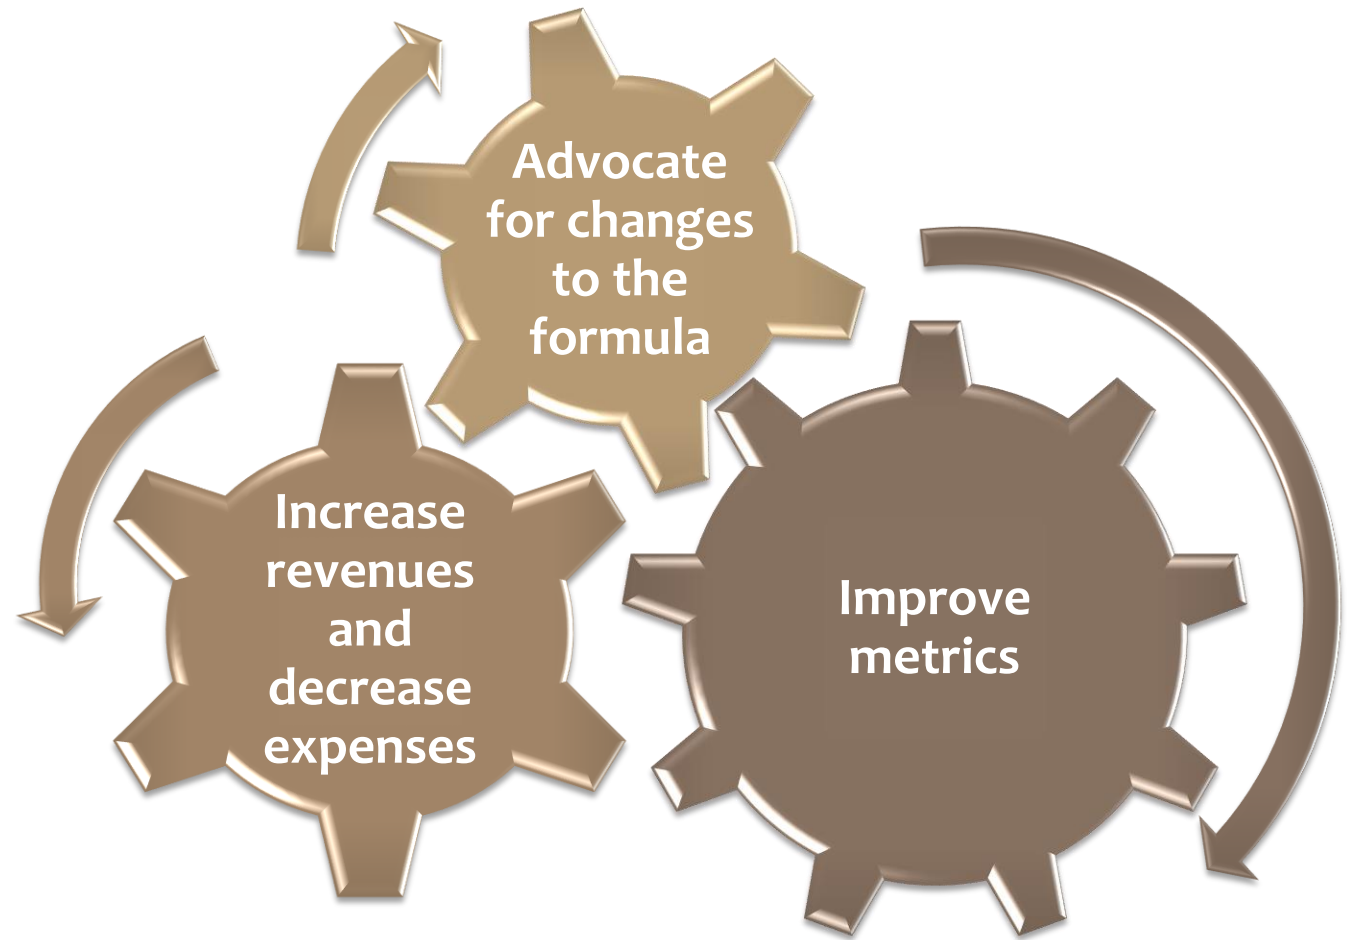 Advocate
for changes
to the
formula
Increase
revenues
and
decrease
expenses
Improve
metrics